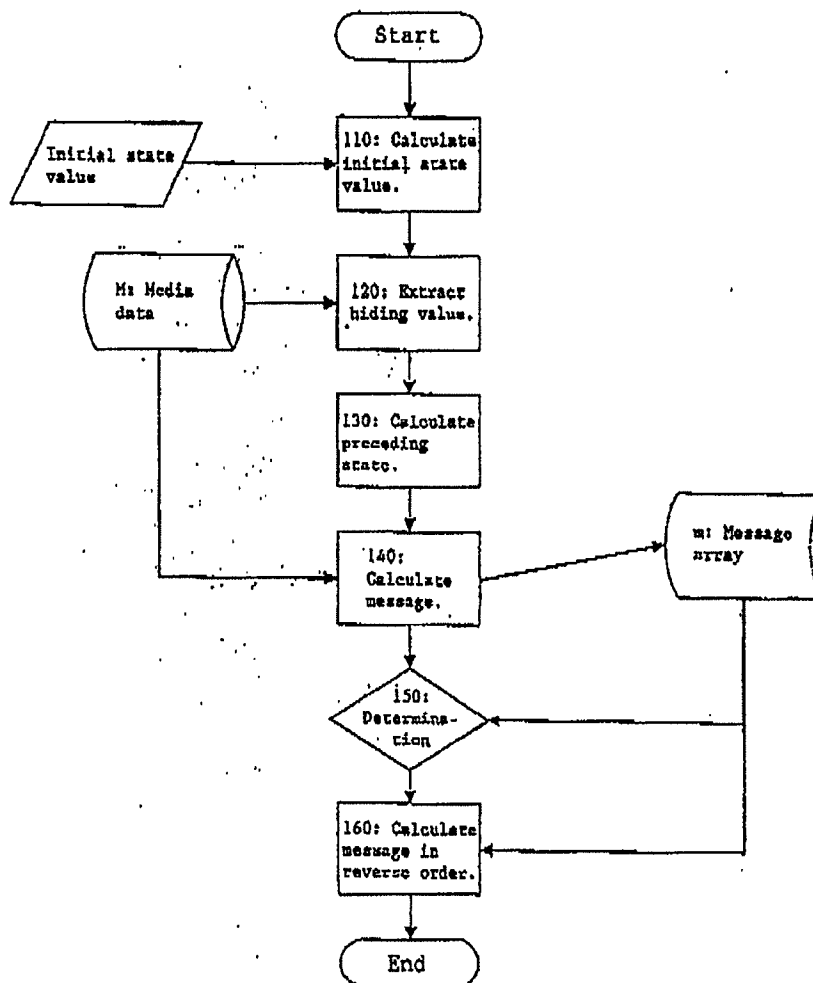 Start
Initial state
value
110: Calculate
initial state
value.
M: Media
data
120: Extract
hiding value.
130: Calculate
preceding
state.
140:
Calculate
message.
m: Message
array
150:
Determina-
tion
160: Calculate
message in
reverse order.
End